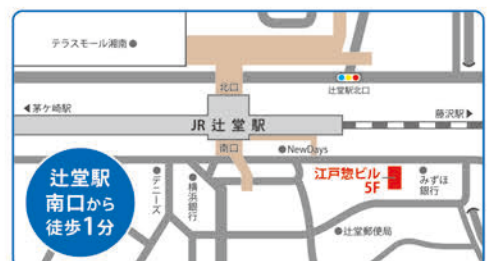 テラスモール湘南
北口
辻堂駅北口
◀茅ケ崎駅
藤沢駅▶
JR 辻 堂 駅
南口
NewDays
江戸惣ビル
5F
みずほ
銀行
デニーズ
横浜銀行
辻堂駅
南口から
徒歩1分
辻堂郵便局